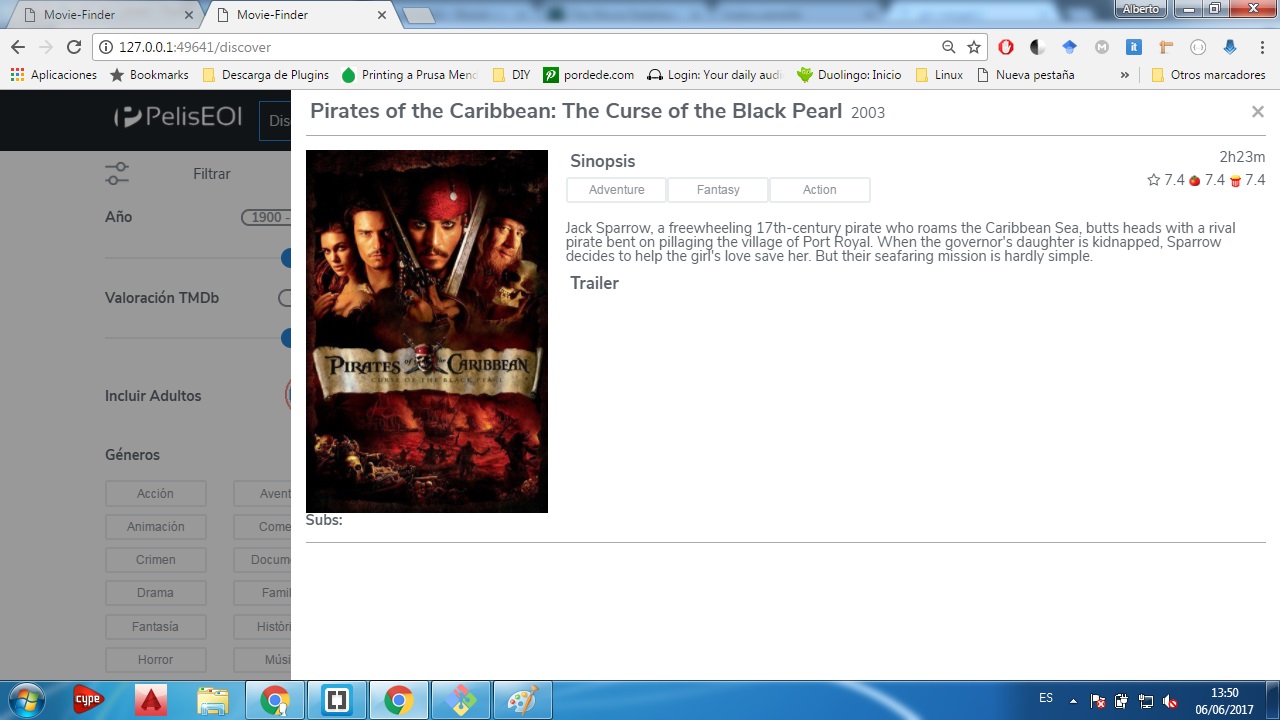 Movie-Finder
Movie-Finder
Alberto
127.0.0.1:49641/discover
Aplicaciones
Bookmarks
Descarga de Plugins
Printing a Prusa Mend
DIY
pordede.com
Login: Your daily audi
Duolingo: Inicio
Linux
Nueva pestaña
»
Otros marcadores
PelisEOI
Dis
Pirates of the Caribbean: The Curse of the Black Pearl 2003
Filtrar
Año
1900 -
Valoración TMDb
Incluir Adultos
Géneros
Acción
Avent
Animación
Come
Crimen
Docum
Drama
Famil
Fantasía
Históri
Horror
Músi
Sinopsis
2h23m
Adventure
Fantasy
Action
7.4 7.4 7.4
Jack Sparrow, a freewheeling 17th-century pirate who roams the Caribbean Sea, butts heads with a rival
pirate bent on pillaging the village of Port Royal. When the governor's daughter is kidnapped, Sparrow
decides to help the girl's love save her. But their seafaring mission is hardly simple.
Trailer
PIRATES of the CARIBBEAN
CURSE OF THE BLACK PEARL
Subs:
cype
ES
13:50
06/06/2017